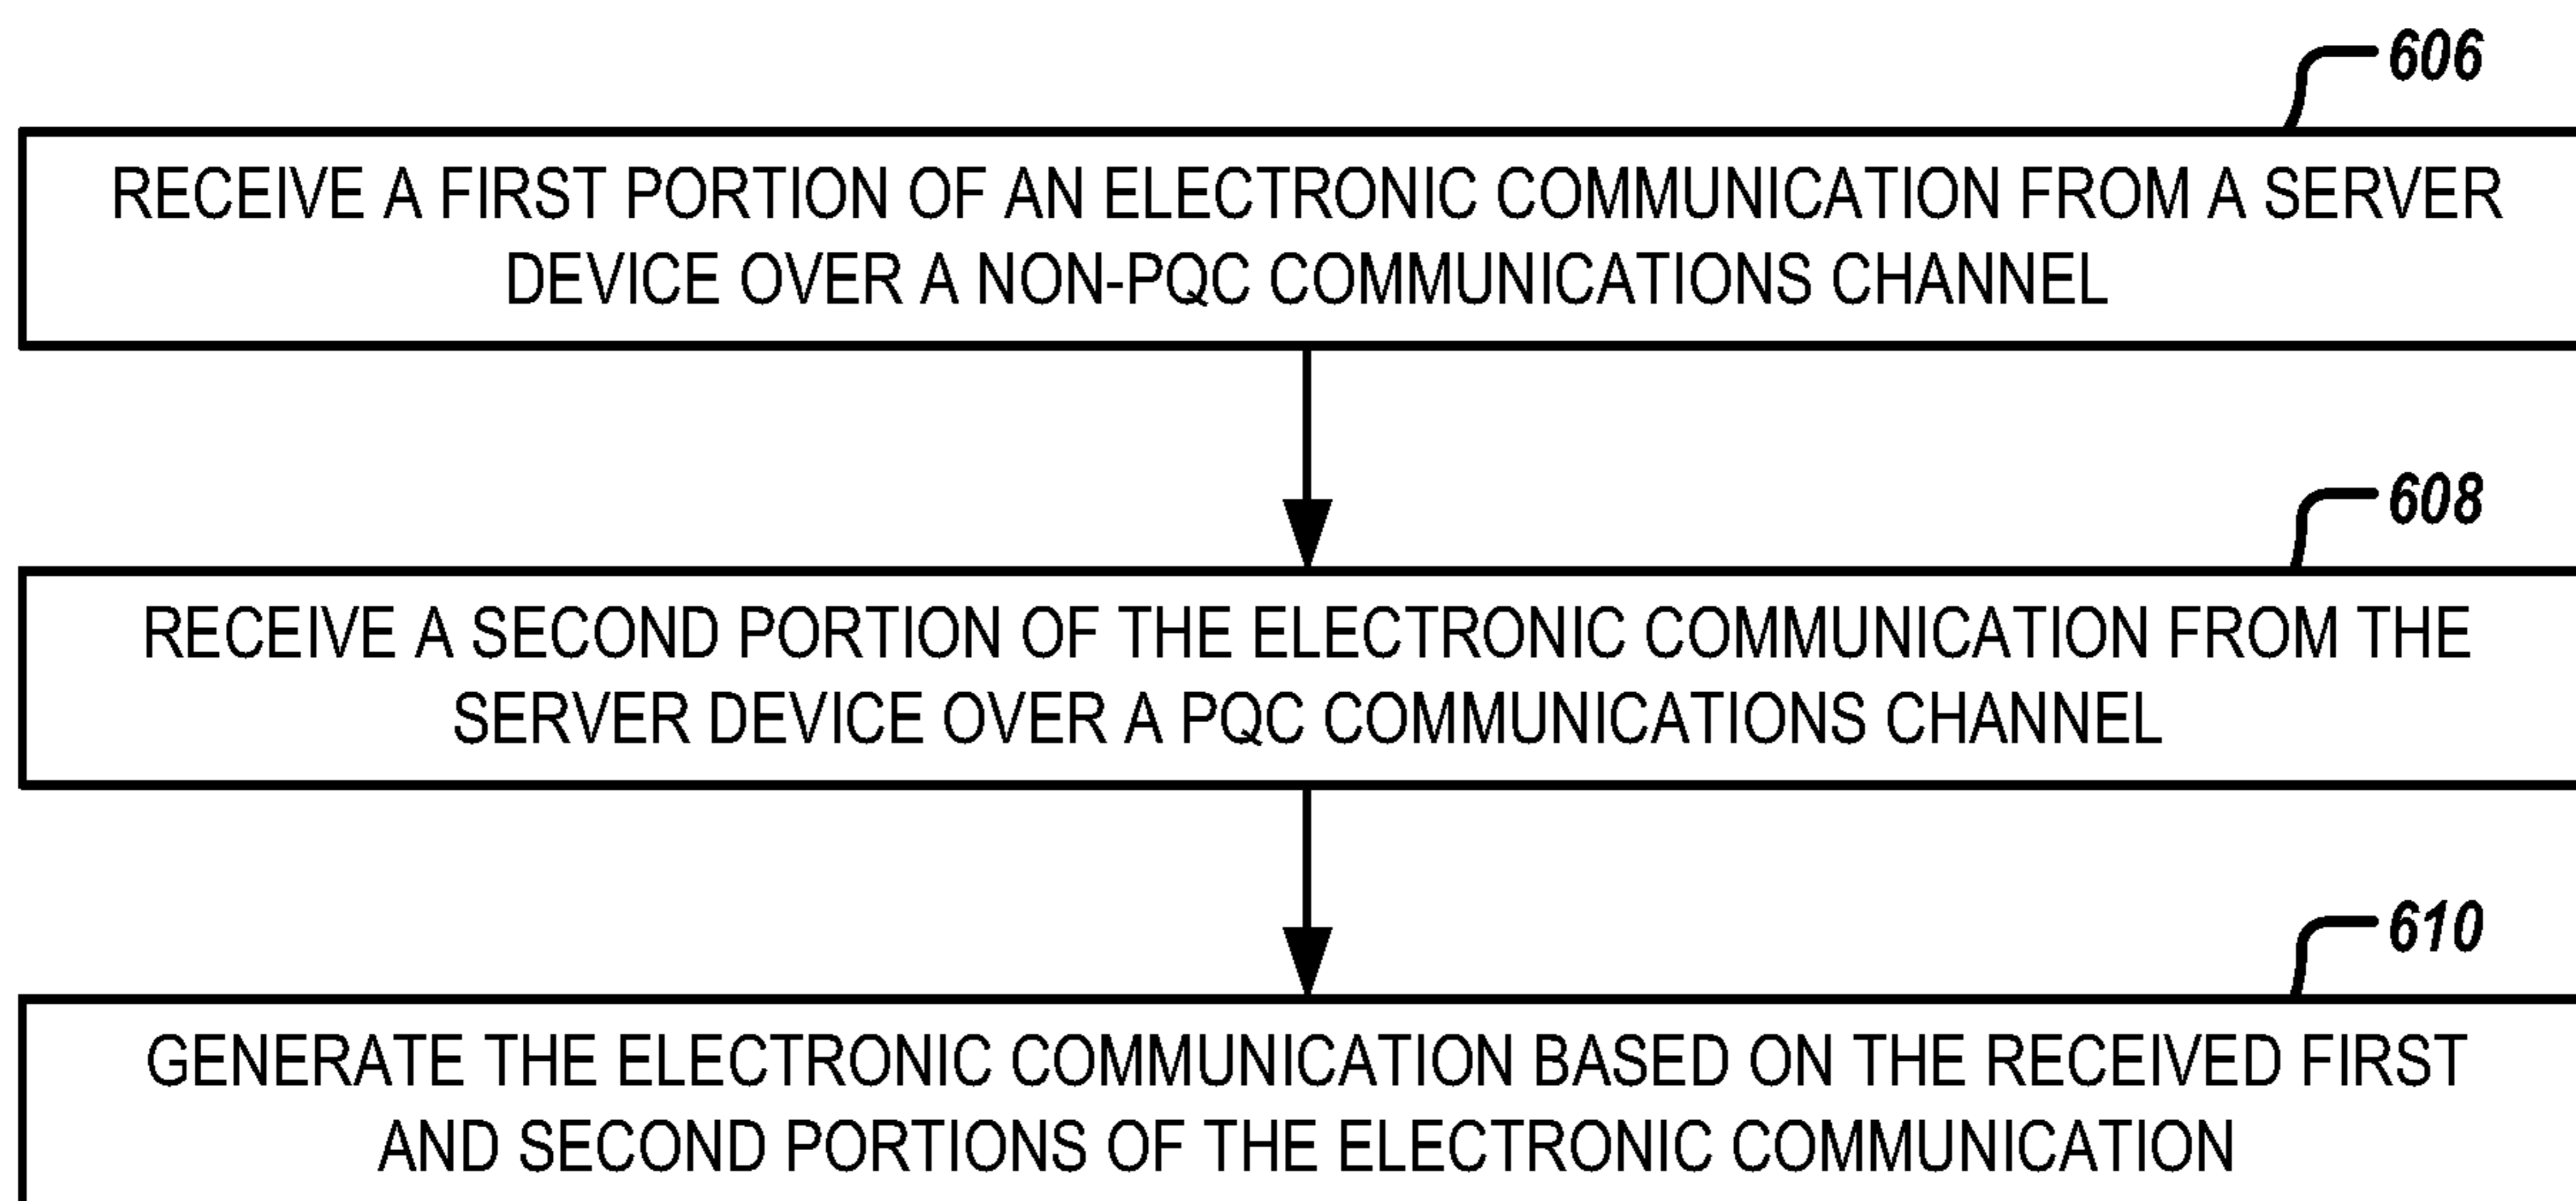 606
RECEIVE A FIRST PORTION OF AN ELECTRONIC COMMUNICATION FROM A SERVER
DEVICE OVER A NON-PQC COMMUNICATIONS CHANNEL
608
RECEIVE A SECOND PORTION OF THE ELECTRONIC COMMUNICATION FROM THE
SERVER DEVICE OVER A PQC COMMUNICATIONS CHANNEL
610
GENERATE THE ELECTRONIC COMMUNICATION BASED ON THE RECEIVED FIRST
AND SECOND PORTIONS OF THE ELECTRONIC COMMUNICATION